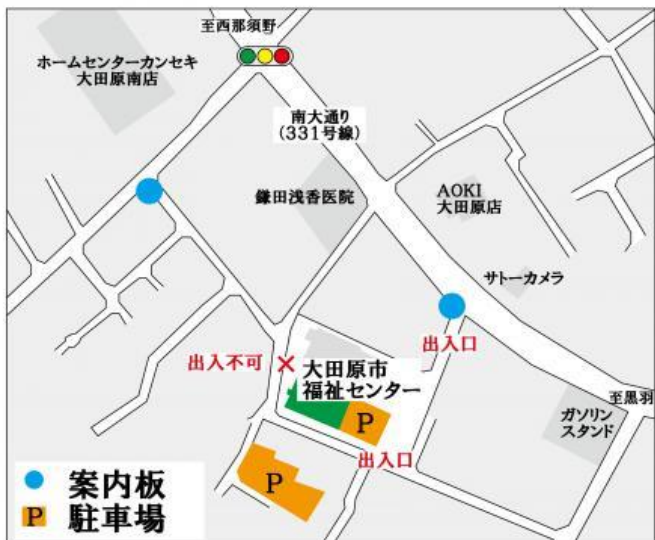 至西那須野
ホームセンターカンセキ
大田原南店
南大通り
(331号線)
鎌田浅香医院
AOKI
大田原店
サトーカメラ
出入口
出入不可
大田原市
福祉センター
至黒羽
ガソリン
スタンド
P
出入口
P
案内板
P 駐車場